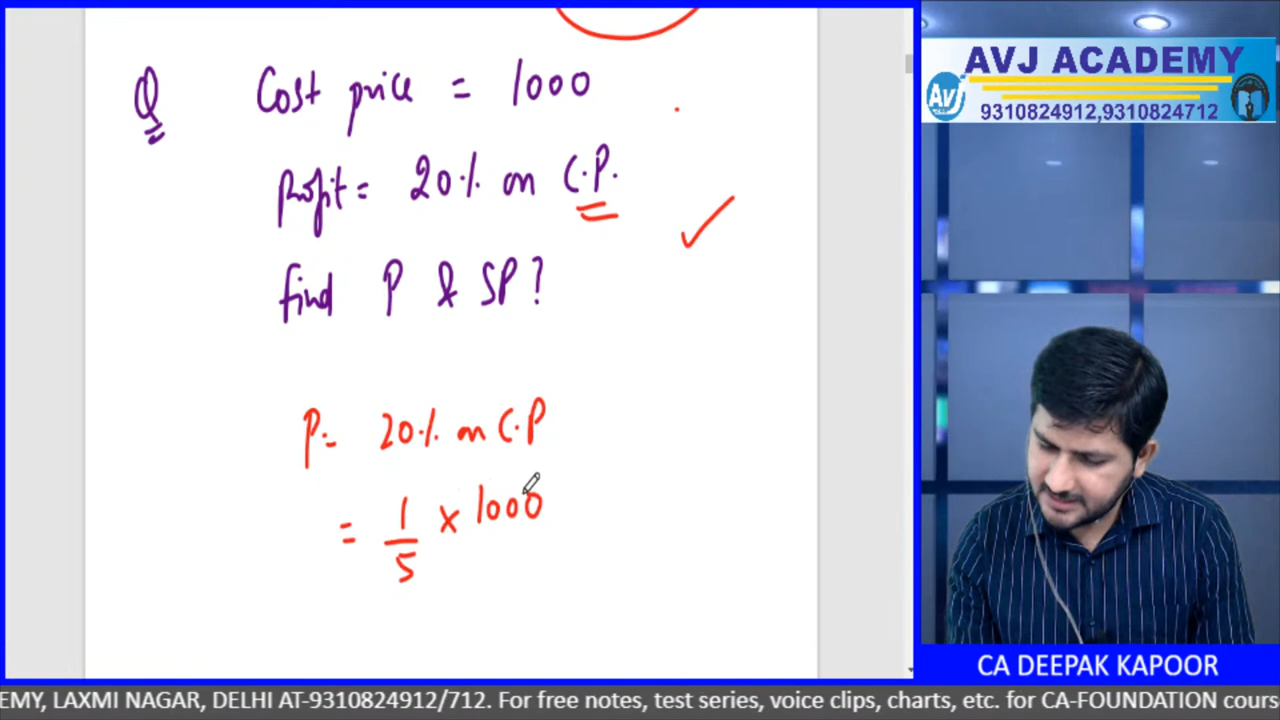 Q Cost price = 1000
Profit = 20% on C.P.
find P & SP?
P = 20% on C.P
= 1/5 × 1000
AVJ ACADEMY
AVJ
9310824912,9310824712
CA DEEPAK KAPOOR
EMY, LAXMI NAGAR, DELHI AT-9310824912/712. For free notes, test series, voice clips, charts, etc. for CA-FOUNDATION cours